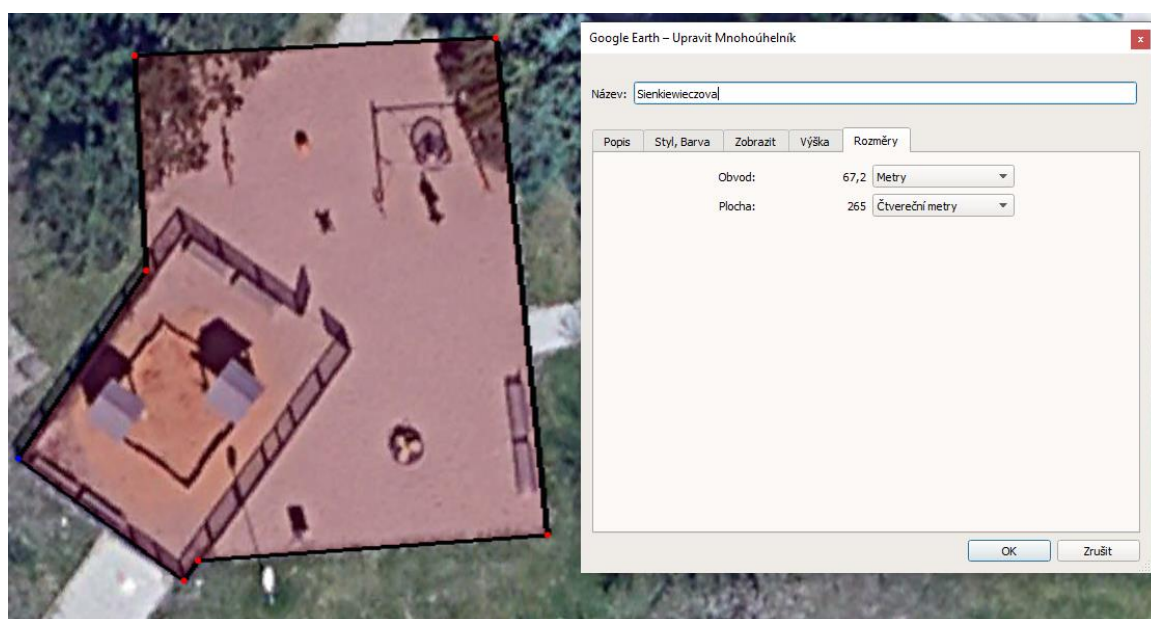 Google Earth – Upravit Mnohoúhelník
x
Název: Sienkiewieczova
Popis Styl, Barva Zobrazit Výška Rozměry
Obvod: 67,2 Metry
Plocha: 265 Čtvereční metry
OK Zrušit